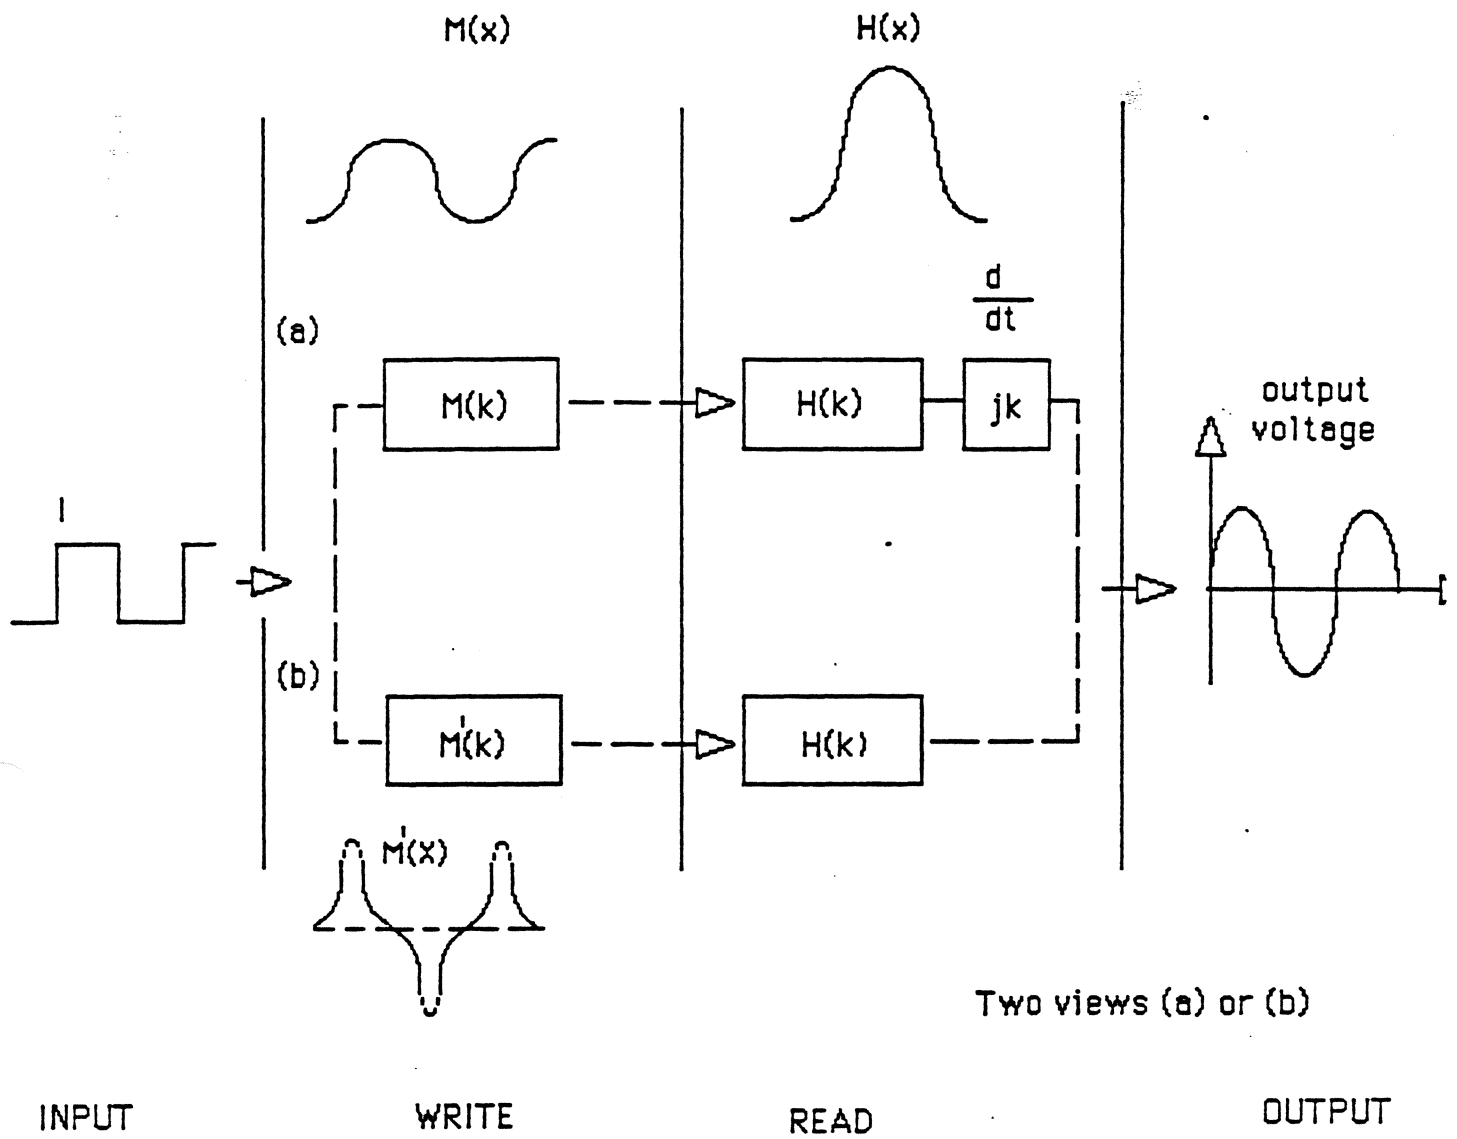 M(x)
H(x)
(a)
d
dt
M(k)
H(k)
jk
output
voltage
I
(b)
M'(k)
H(k)
M'(x)
Two views (a) or (b)
INPUT
WRITE
READ
OUTPUT